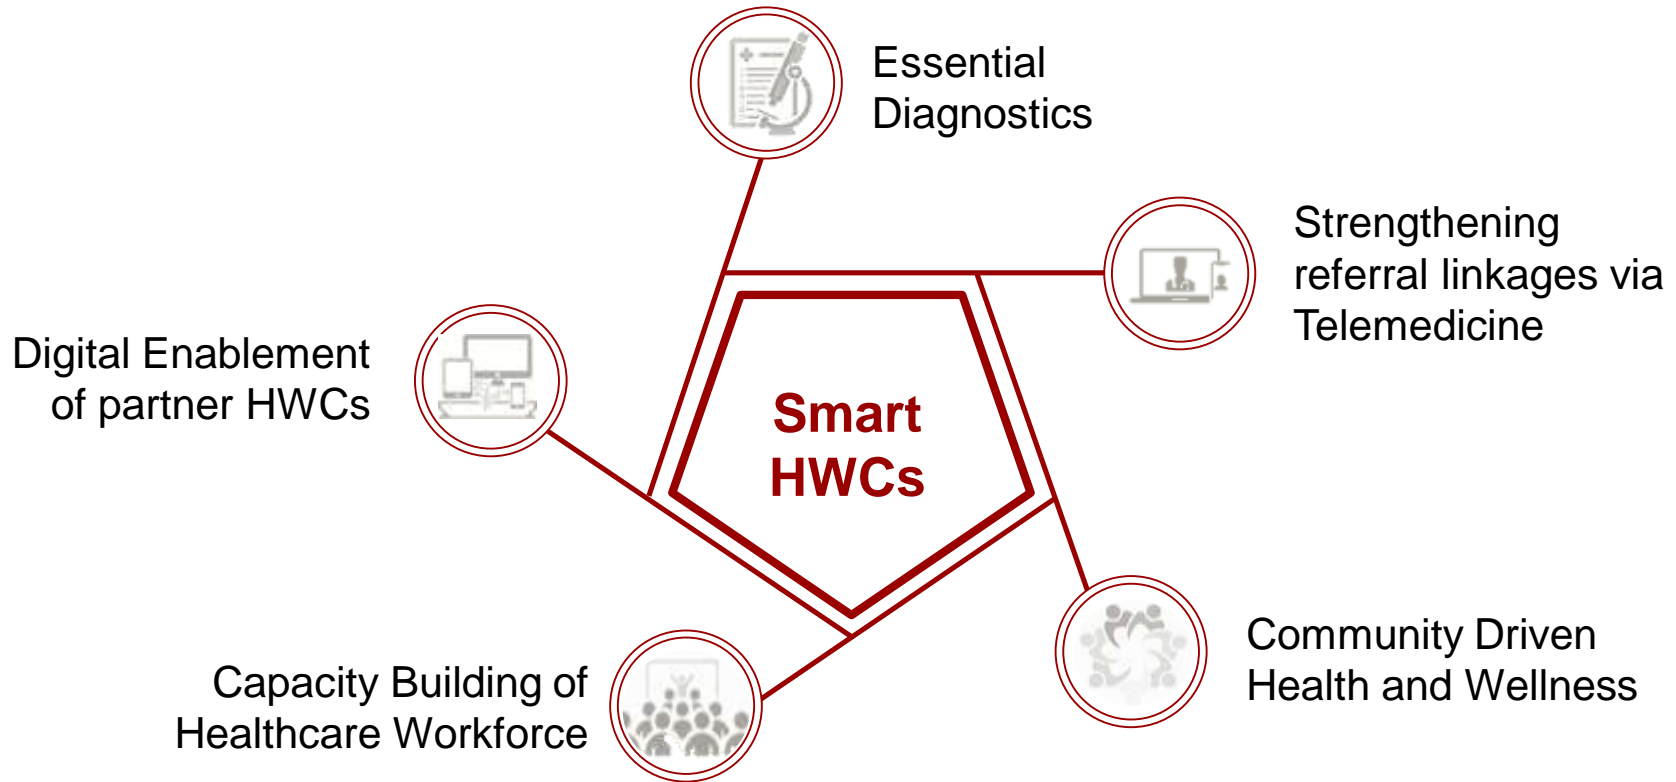 Essential
Diagnostics
Strengthening
referral linkages via
Telemedicine
Digital Enablement
of partner HWCs
Smart
HWCs
Community Driven
Health and Wellness
Capacity Building of
Healthcare Workforce